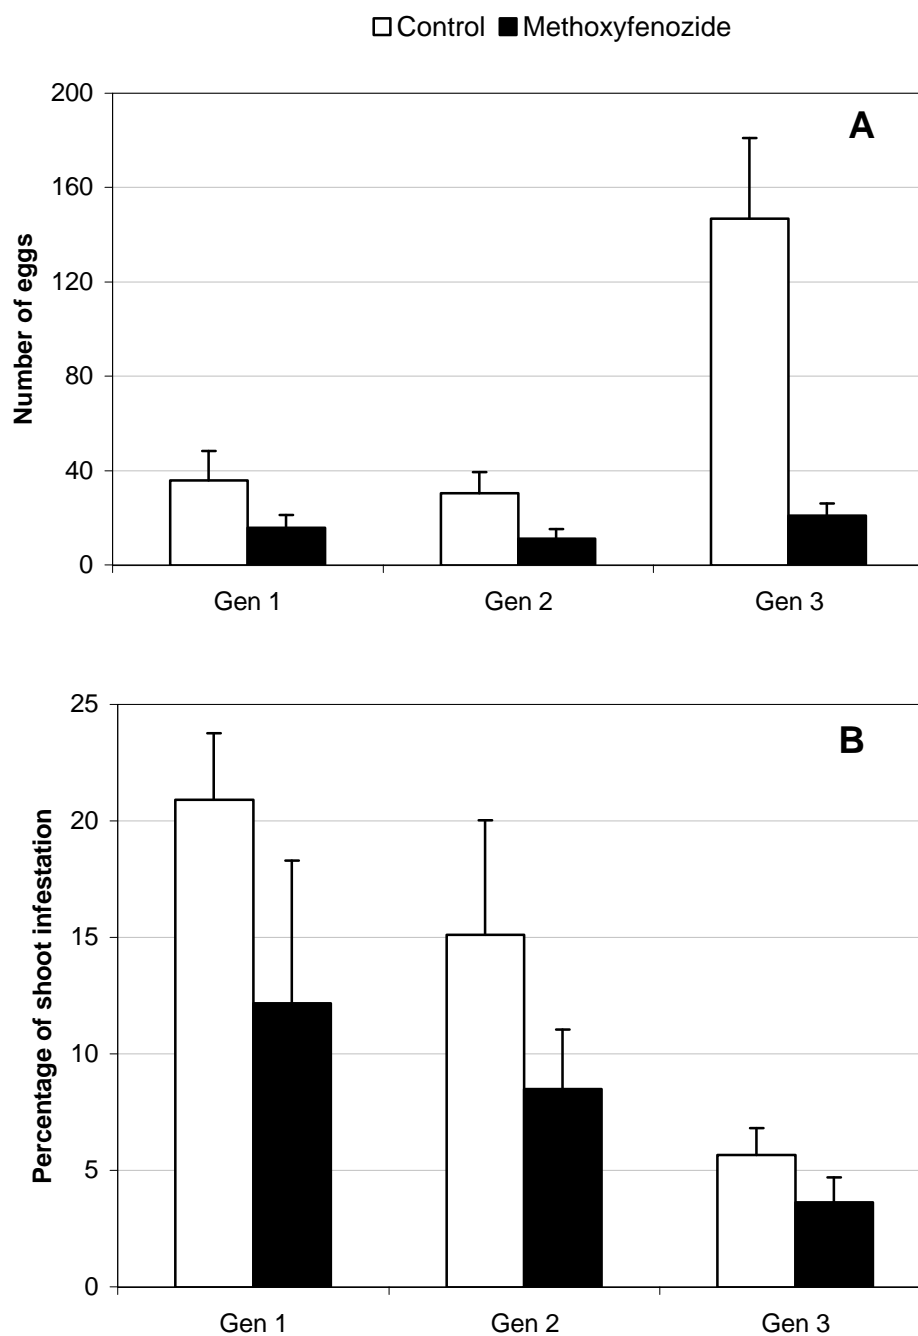 Control Methoxyfenozide
A
200
160
120
80
40
0
Number of eggs
Gen 1 Gen 2 Gen 3
B
25
20
15
10
5
0
Percentage of shoot infestation
Gen 1 Gen 2 Gen 3